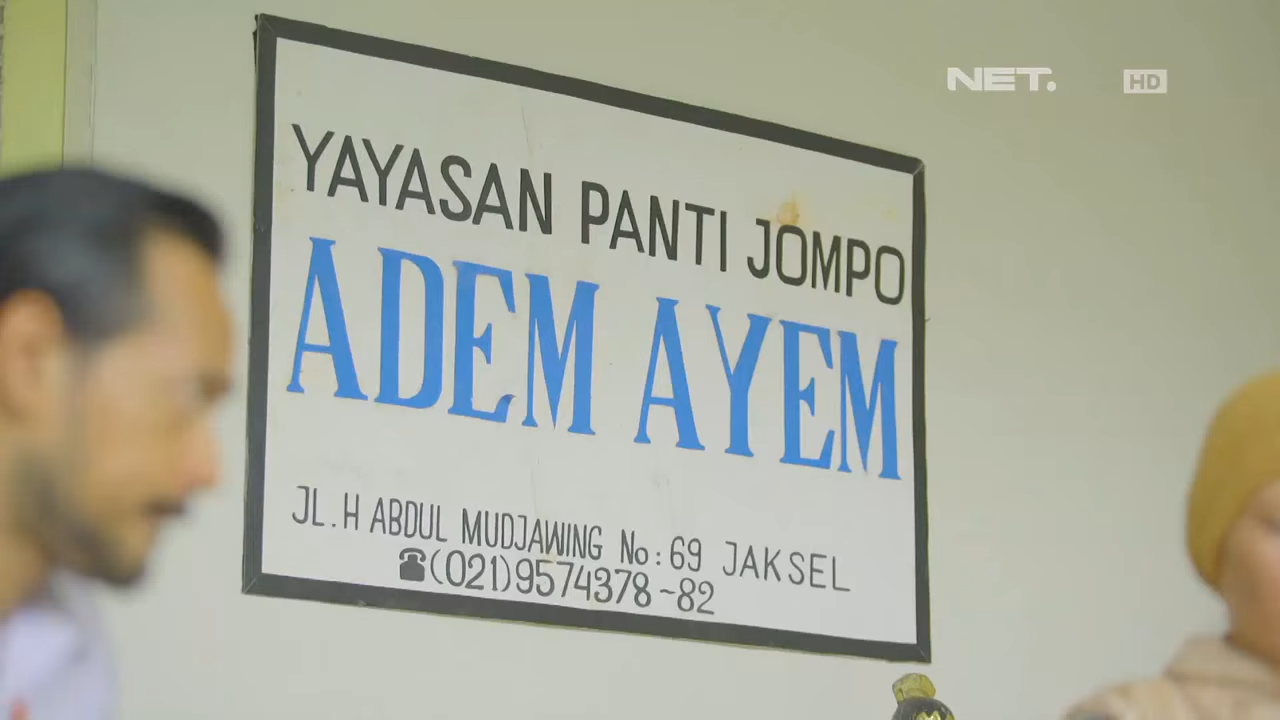 NET. HD
YAYASAN PANTI JOMPO
ADEM AYEM
JL. H ABDUL MUDJAWING No: 69 JAKSEL
☎(021)9574378-82